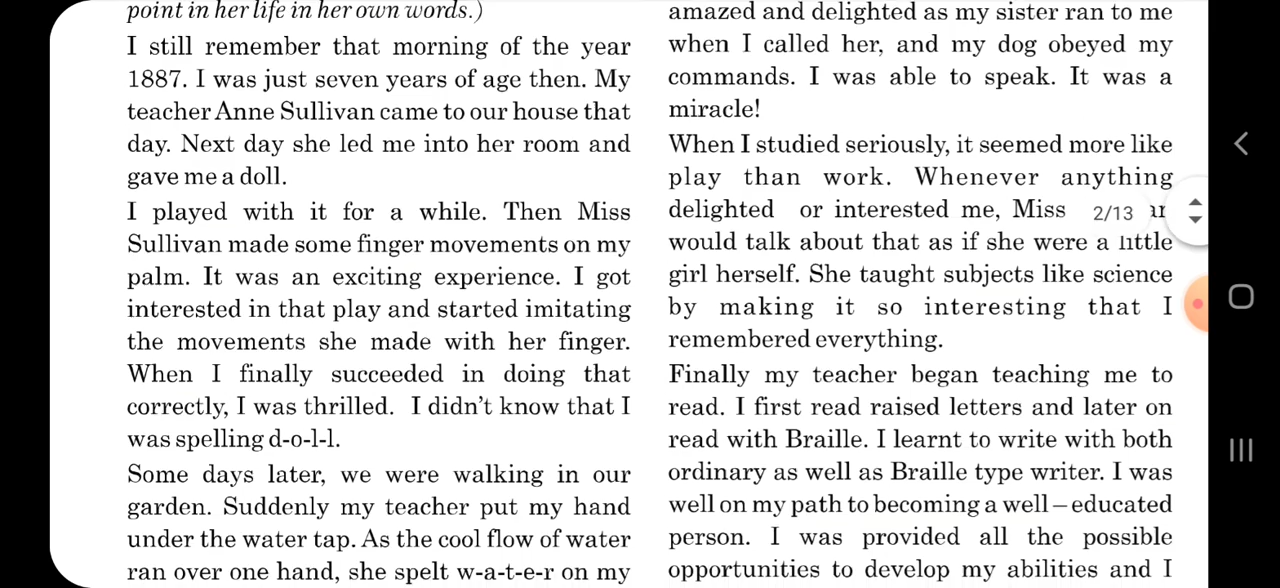 point in her life in her own words.)
I still remember that morning of the year
1887. I was just seven years of age then. My
teacher Anne Sullivan came to our house that
day. Next day she led me into her room and
gave me a doll.
I played with it for a while. Then Miss
Sullivan made some finger movements on my
palm. It was an exciting experience. I got
interested in that play and started imitating
the movements she made with her finger.
When I finally succeeded in doing that
correctly, I was thrilled. I didn't know that I
was spelling d-o-l-l.
Some days later, we were walking in our
garden. Suddenly my teacher put my hand
under the water tap. As the cool flow of water
ran over one hand, she spelt w-a-t-e-r on my
amazed and delighted as my sister ran to me
when I called her, and my dog obeyed my
commands. I was able to speak. It was a
miracle!
When I studied seriously, it seemed more like
play than work. Whenever anything
delighted or interested me, Miss
2/13
would talk about that as if she were a little
girl herself. She taught subjects like science
by making it so interesting that I
remembered everything.
Finally my teacher began teaching me to
read. I first read raised letters and later on
read with Braille. I learnt to write with both
ordinary as well as Braille type writer. I was
well on my path to becoming a well – educated
person. I was provided all the possible
opportunities to develop my abilities and I